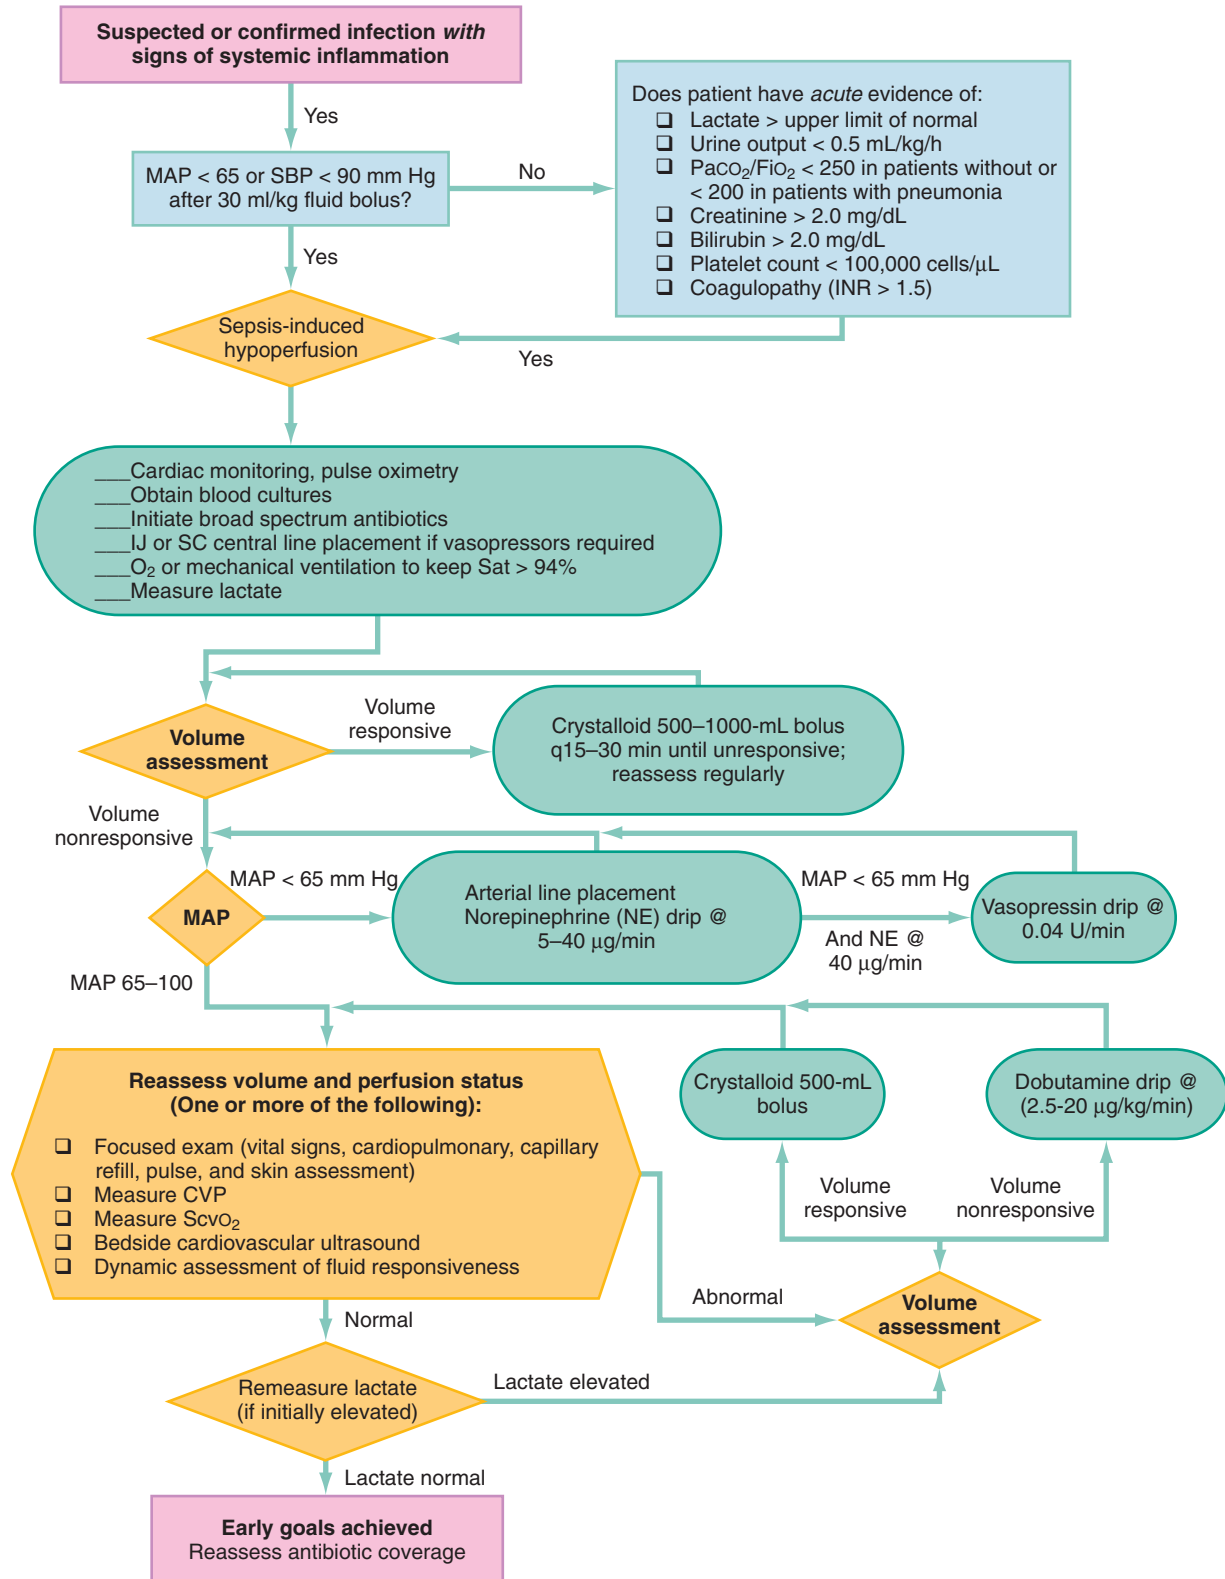 Suspected or confirmed infection with
signs of systemic inflammation
Yes
MAP < 65 or SBP < 90 mm Hg
after 30 ml/kg fluid bolus?
No
Does patient have acute evidence of:
❑ Lactate > upper limit of normal
❑ Urine output < 0.5 mL/kg/h
❑ PaCO₂/FiO₂ < 250 in patients without or
< 200 in patients with pneumonia
❑ Creatinine > 2.0 mg/dL
❑ Bilirubin > 2.0 mg/dL
❑ Platelet count < 100,000 cells/μL
❑ Coagulopathy (INR > 1.5)
Yes
Yes
Sepsis-induced
hypoperfusion
___Cardiac monitoring, pulse oximetry
___Obtain blood cultures
___Initiate broad spectrum antibiotics
___IJ or SC central line placement if vasopressors required
___O₂ or mechanical ventilation to keep Sat > 94%
___Measure lactate
Volume
assessment
Volume
responsive
Crystalloid 500–1000-mL bolus
q15–30 min until unresponsive;
reassess regularly
Volume
nonresponsive
MAP
MAP < 65 mm Hg
Arterial line placement
Norepinephrine (NE) drip @
5–40 μg/min
MAP < 65 mm Hg
And NE @
40 μg/min
Vasopressin drip @
0.04 U/min
MAP 65–100
Reassess volume and perfusion status
(One or more of the following):
❑ Focused exam (vital signs, cardiopulmonary, capillary
refill, pulse, and skin assessment)
❑ Measure CVP
❑ Measure ScvO₂
❑ Bedside cardiovascular ultrasound
❑ Dynamic assessment of fluid responsiveness
Crystalloid 500-mL
bolus
Dobutamine drip @
(2.5-20 μg/kg/min)
Volume
responsive
Volume
nonresponsive
Abnormal
Volume
assessment
Normal
Remeasure lactate
(if initially elevated)
Lactate elevated
Lactate normal
Early goals achieved
Reassess antibiotic coverage